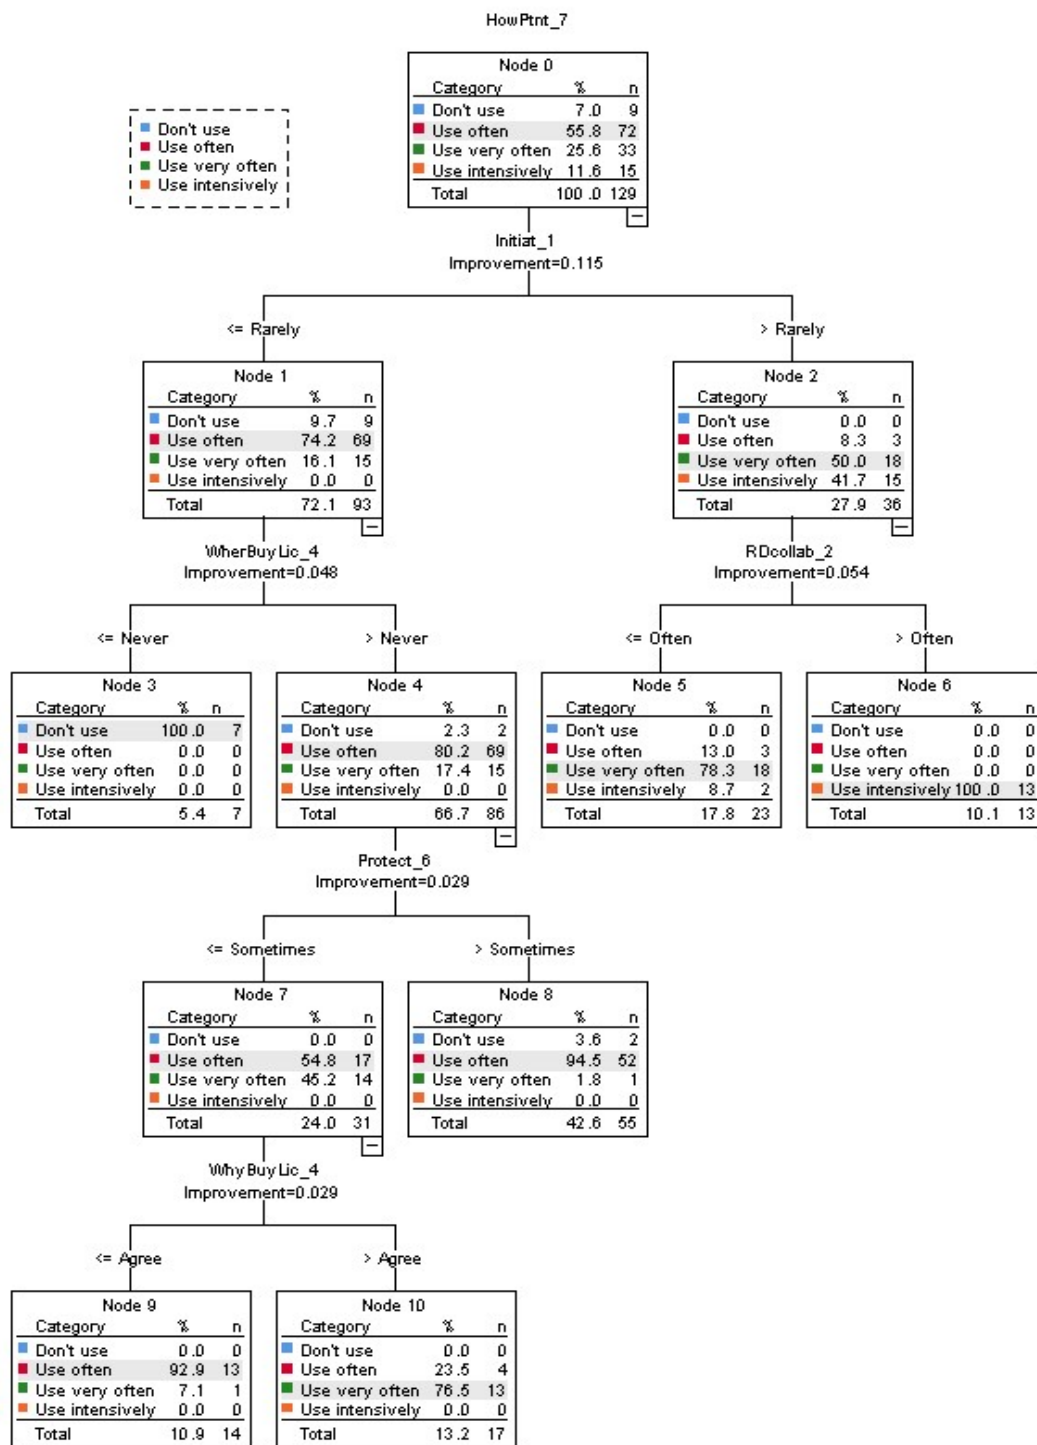 HowPtnt_7
Node 0
Category % n
Don't use 7.0 9
Use often 55.8 72
Use very often 25.6 33
Use intensively 11.6 15
Total 100.0 129
Don't use
Use often
Use very often
Use intensively
Initiat_1
Improvement=0.115
<= Rarely > Rarely
Node 1
Category % n
Don't use 9.7 9
Use often 74.2 69
Use very often 16.1 15
Use intensively 0.0 0
Total 72.1 93
Node 2
Category % n
Don't use 0.0 0
Use often 8.3 3
Use very often 50.0 18
Use intensively 41.7 15
Total 27.9 36
WherBuyLic_4
Improvement=0.048
RDcollab_2
Improvement=0.054
<= Never > Never <= Often > Often
Node 3
Category % n
Don't use 100.0 7
Use often 0.0 0
Use very often 0.0 0
Use intensively 0.0 0
Total 5.4 7
Node 4
Category % n
Don't use 2.3 2
Use often 80.2 69
Use very often 17.4 15
Use intensively 0.0 0
Total 66.7 86
Node 5
Category % n
Don't use 0.0 0
Use often 13.0 3
Use very often 78.3 18
Use intensively 8.7 2
Total 17.8 23
Node 6
Category % n
Don't use 0.0 0
Use often 0.0 0
Use very often 0.0 0
Use intensively 100.0 13
Total 10.1 13
Protect_6
Improvement=0.029
<= Sometimes > Sometimes
Node 7
Category % n
Don't use 0.0 0
Use often 54.8 17
Use very often 45.2 14
Use intensively 0.0 0
Total 24.0 31
Node 8
Category % n
Don't use 3.6 2
Use often 94.5 52
Use very often 1.8 1
Use intensively 0.0 0
Total 42.6 55
WhyBuyLic_4
Improvement=0.029
<= Agree > Agree
Node 9
Category % n
Don't use 0.0 0
Use often 92.9 13
Use very often 7.1 1
Use intensively 0.0 0
Total 10.9 14
Node 10
Category % n
Don't use 0.0 0
Use often 23.5 4
Use very often 76.5 13
Use intensively 0.0 0
Total 13.2 17